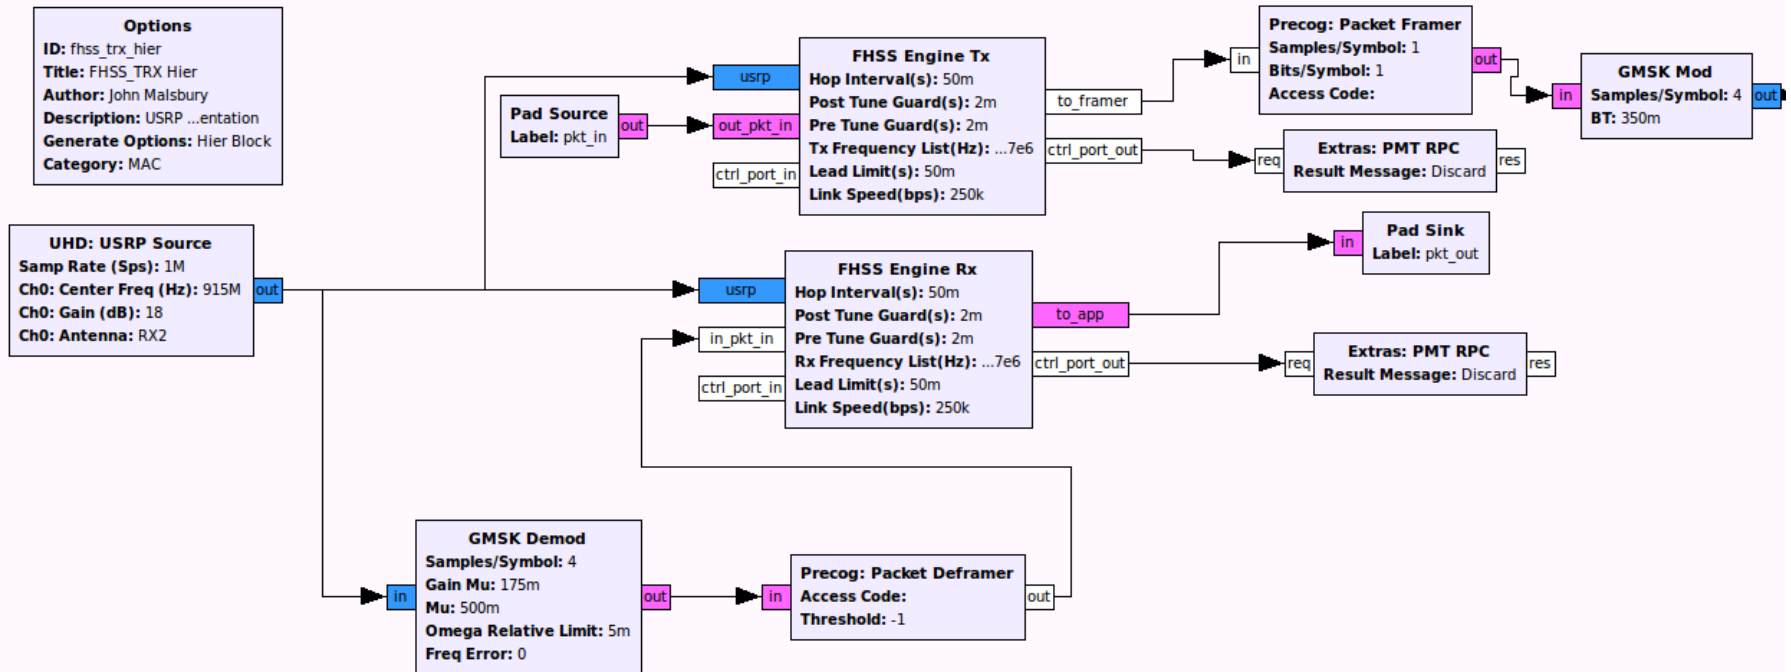 Options
ID: fhss_trx_hier
Title: FHSS_TRX Hier
Author: John Malsbury
Description: USRP ...entation
Generate Options: Hier Block
Category: MAC
UHD: USRP Source
Samp Rate (Sps): 1M
Ch0: Center Freq (Hz): 915M
Ch0: Gain (dB): 18
Ch0: Antenna: RX2
out
Pad Source
Label: pkt_in
out
usrp
out_pkt_in
ctrl_port_in
FHSS Engine Tx
Hop Interval(s): 50m
Post Tune Guard(s): 2m
Pre Tune Guard(s): 2m
Tx Frequency List(Hz): ...7e6
Lead Limit(s): 50m
Link Speed(bps): 250k
to_framer
ctrl_port_out
in
Precog: Packet Framer
Samples/Symbol: 1
Bits/Symbol: 1
Access Code:
out
in
GMSK Mod
Samples/Symbol: 4
BT: 350m
out
req
Extras: PMT RPC
Result Message: Discard
res
usrp
in_pkt_in
ctrl_port_in
FHSS Engine Rx
Hop Interval(s): 50m
Post Tune Guard(s): 2m
Pre Tune Guard(s): 2m
Rx Frequency List(Hz): ...7e6
Lead Limit(s): 50m
Link Speed(bps): 250k
to_app
ctrl_port_out
in
Pad Sink
Label: pkt_out
req
Extras: PMT RPC
Result Message: Discard
res
in
GMSK Demod
Samples/Symbol: 4
Gain Mu: 175m
Mu: 500m
Omega Relative Limit: 5m
Freq Error: 0
out
in
Precog: Packet Deframer
Access Code:
Threshold: -1
out